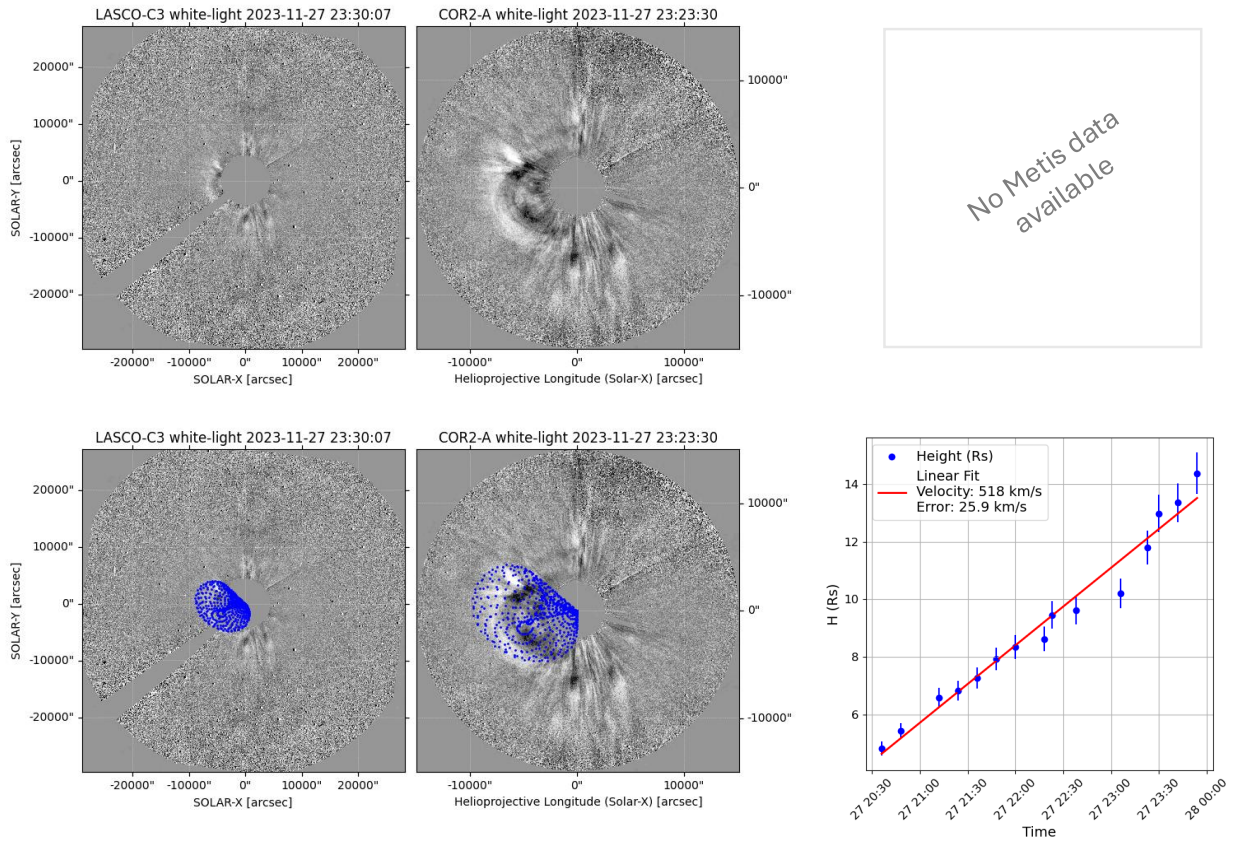 LASCO-C3 white-light 2023-11-27 23:30:07
COR2-A white-light 2023-11-27 23:23:30
20000"
10000"
0"
-10000"
-20000"
SOLAR-Y [arcsec]
-20000" -10000" 0" 10000" 20000"
SOLAR-X [arcsec]
10000"
0"
-10000"
-10000" 0" 10000"
Helioprojective Longitude (Solar-X) [arcsec]
No Metis data
available
LASCO-C3 white-light 2023-11-27 23:30:07
COR2-A white-light 2023-11-27 23:23:30
20000"
10000"
0"
-10000"
-20000"
SOLAR-Y [arcsec]
-20000" -10000" 0" 10000" 20000"
SOLAR-X [arcsec]
10000"
0"
-10000"
-10000" 0" 10000"
Helioprojective Longitude (Solar-X) [arcsec]
Height (Rs)
Linear Fit
Velocity: 518 km/s
Error: 25.9 km/s
14
12
10
8
6
H (Rs)
27 20:30 27 21:00 27 21:30 27 22:00 27 22:30 27 23:00 27 23:30 28 00:00
Time